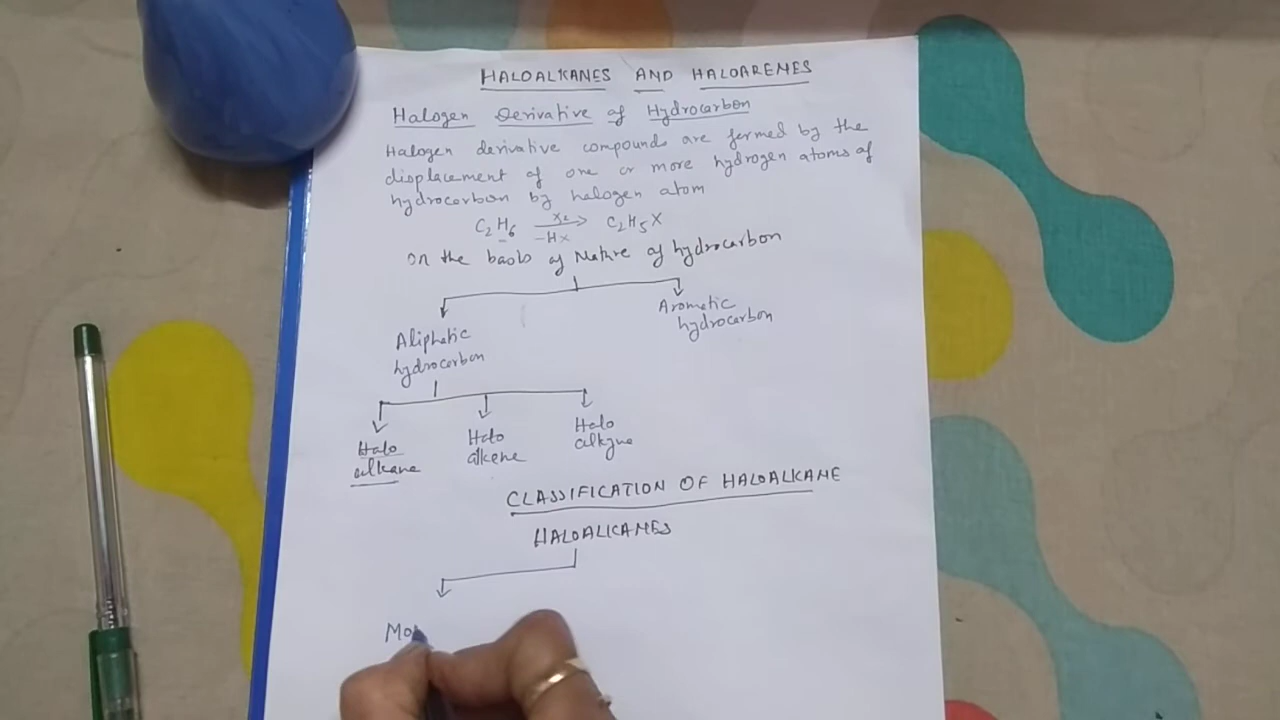 HALOALKANES AND HALOARENES
Halogen Derivative of Hydrocarbon
Halogen derivative compounds are formed by the
displacement of one or more hydrogen atoms of
hydrocarbon by halogen atom
C₂H₆ X₂ → -HX C₂H₅X
on the basis of Nature of hydrocarbon
Aliphatic
hydrocarbon
Aromatic
hydrocarbon
Halo
alkane
Halo
alkene
Halo
alkyne
CLASSIFICATION OF HALOALKANE
HALOALKANES
Mo